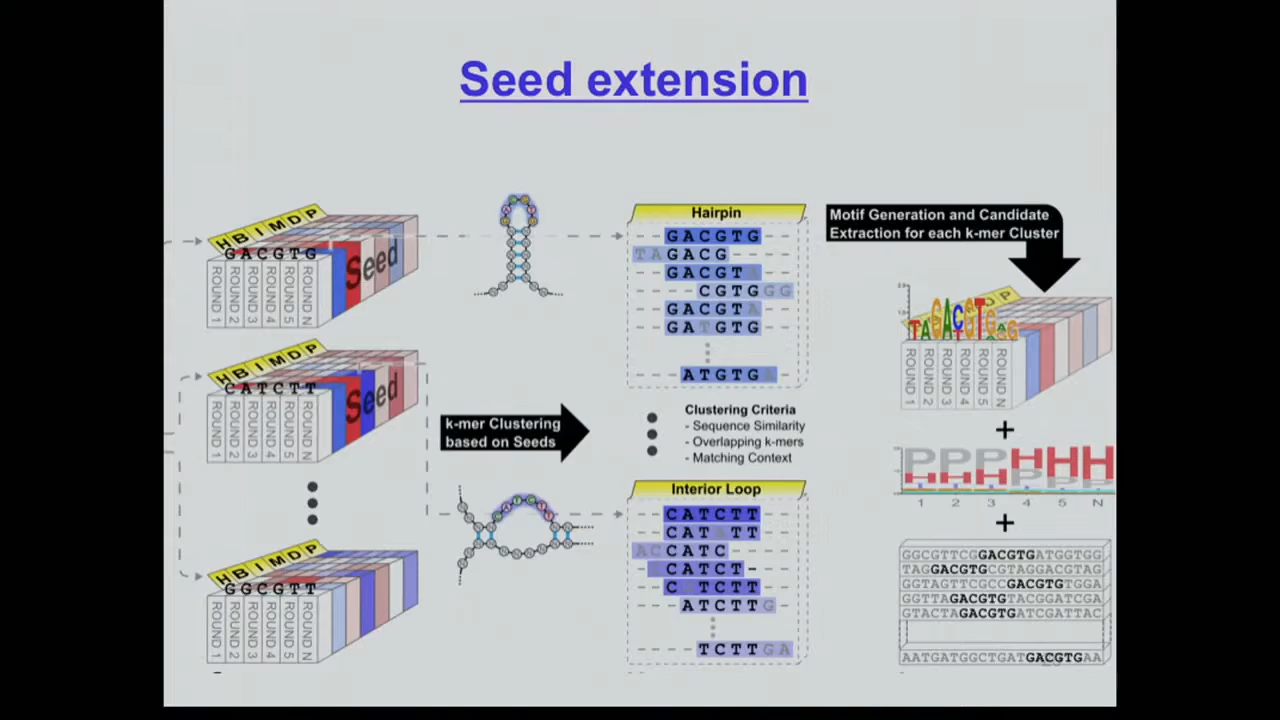 Seed extension
H B I M D P
G A C G T G
Seed
ROUND 1
ROUND 2
ROUND 3
ROUND 4
ROUND 5
ROUND N
H B I M D P
C A T C T T
Seed
ROUND 1
ROUND 2
ROUND 3
ROUND 4
ROUND 5
ROUND N
H B I M D P
G G C G T T
ROUND 1
ROUND 2
ROUND 3
ROUND 4
ROUND 5
ROUND N
k-mer Clustering
based on Seeds
Hairpin
G A C G T G
T A G A C G
G A C G T A
C G T G G G
G A C G T A
G A T G T G
A T G T G A
Clustering Criteria
- Sequence Similarity
- Overlapping k-mers
- Matching Context
Interior Loop
C A T C T T
C A T A T T
A C C A T C
T C A T C T
C T C T T
A T C T T G
T C T T G A
Motif Generation and Candidate
Extraction for each k-mer Cluster
D P
TAGACGTG
ROUND 1
ROUND 2
ROUND 3
ROUND 4
ROUND 5
ROUND N
+
P P P H H H
H H H P P P
1 2 3 4 5 N
+
GGCGTTCGGACGTGATGGTGG
TAGGACGTGCGTAGGACGTAG
GGTAGTTCGCCGACGTGTGGA
GGTTAGACGTGTACGGATCGA
GTACTAGACGTGATCGATTAC
AATGATGGCTGATGACGTGAA